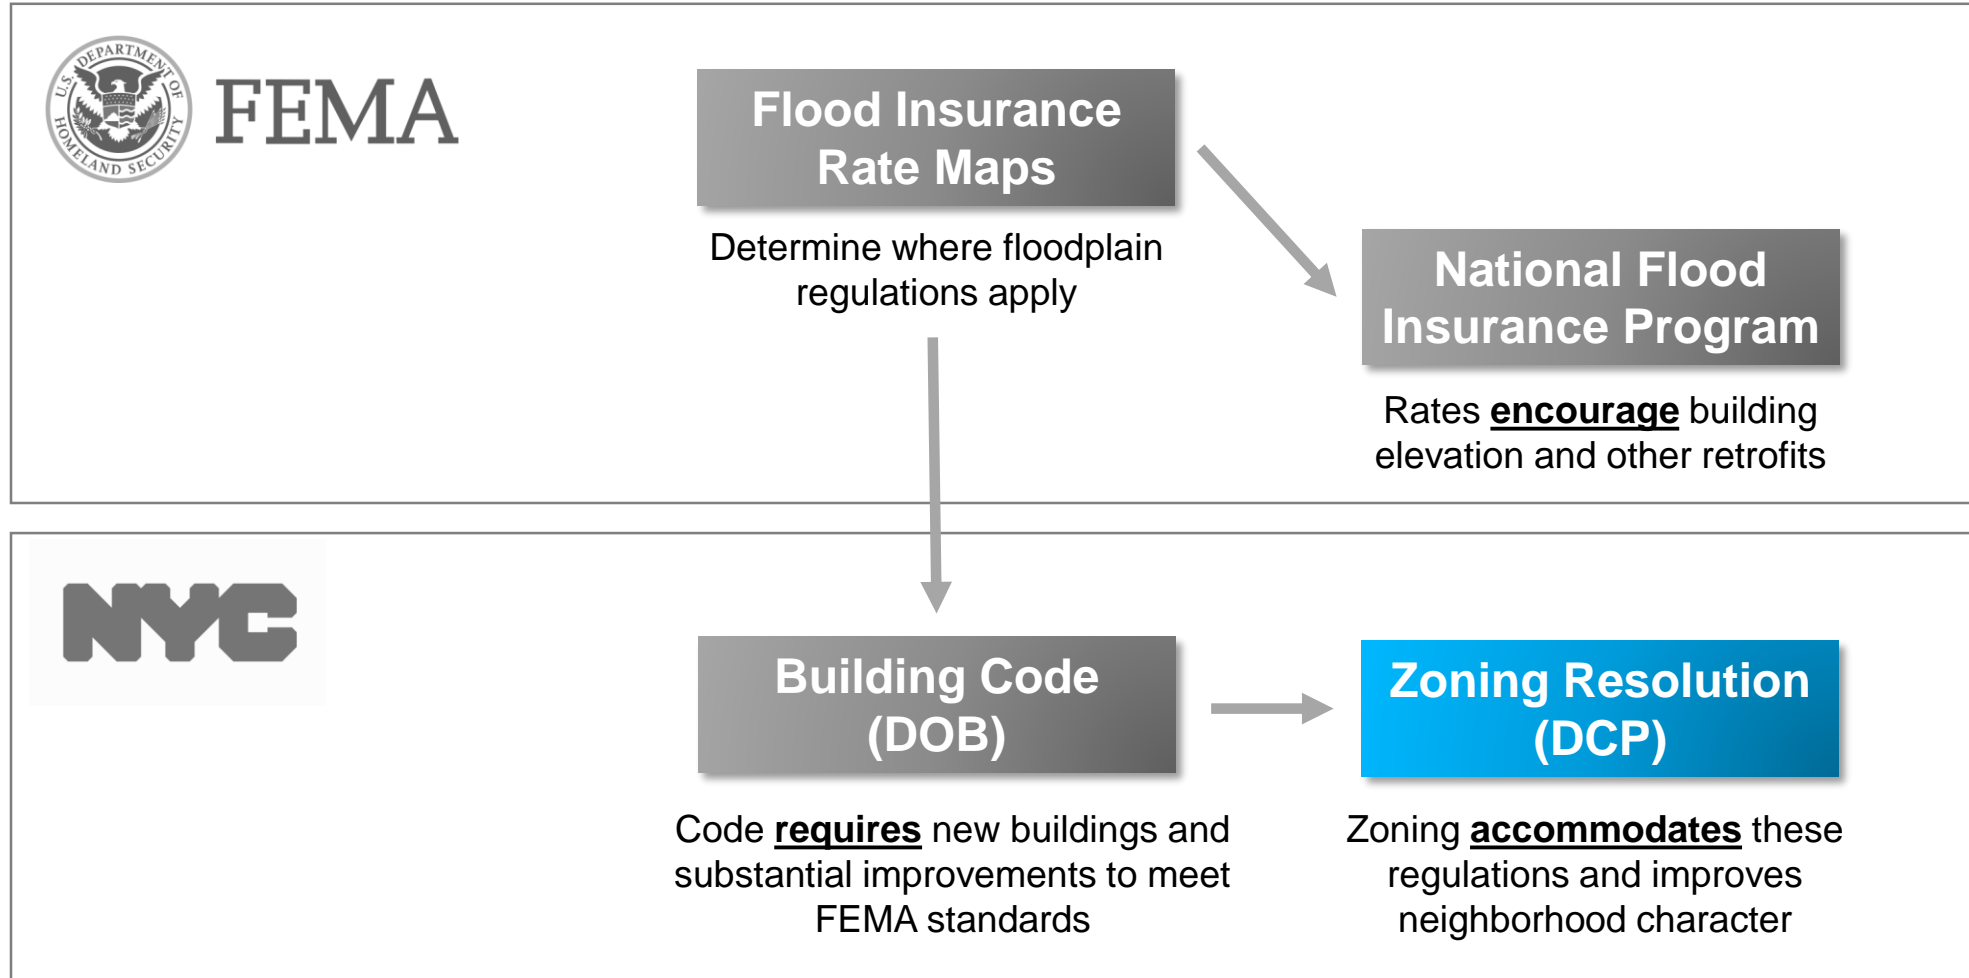 U.S. DEPARTMENT OF
HOMELAND SECURITY
FEMA
Flood Insurance
Rate Maps
Determine where floodplain
regulations apply
National Flood
Insurance Program
Rates encourage building
elevation and other retrofits
NYC
Building Code
(DOB)
Code requires new buildings and
substantial improvements to meet
FEMA standards
Zoning Resolution
(DCP)
Zoning accommodates these
regulations and improves
neighborhood character